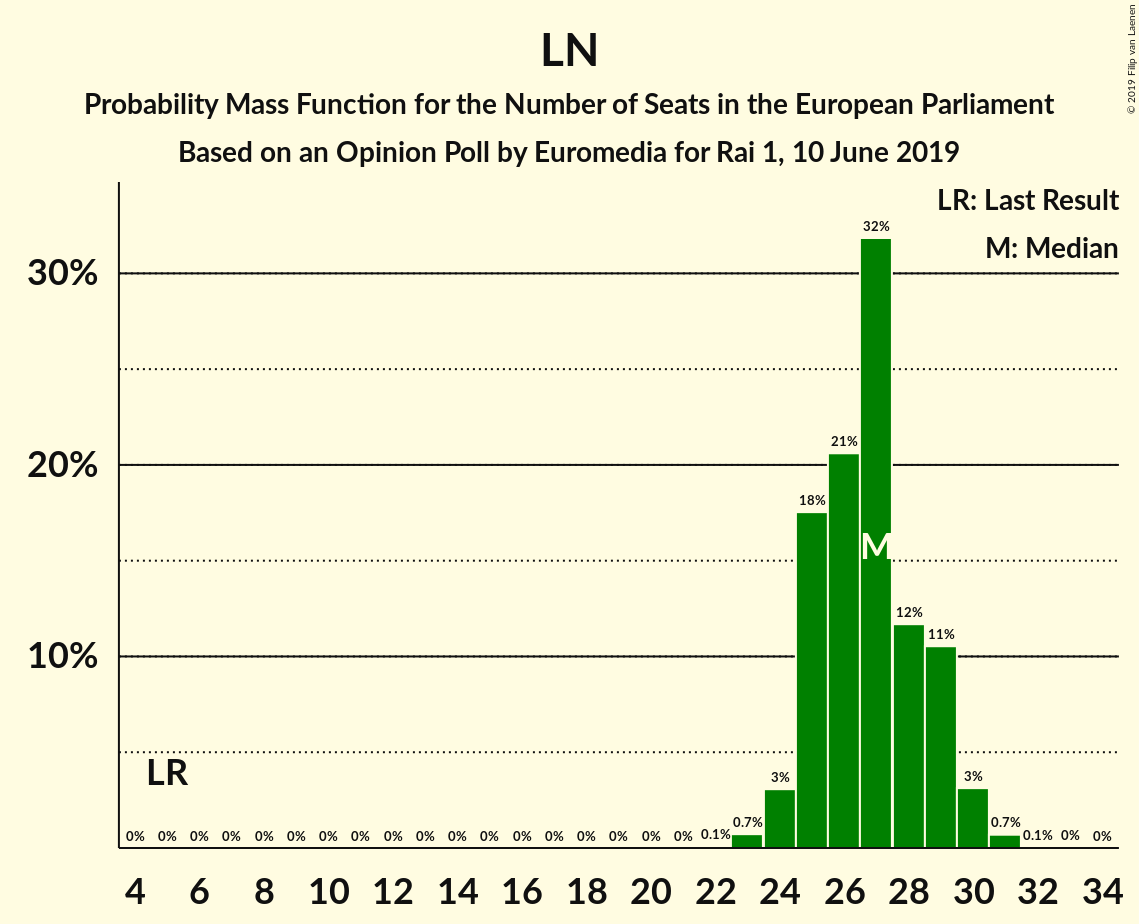 LN
Probability Mass Function for the Number of Seats in the European Parliament
Based on an Opinion Poll by Euromedia for Rai 1, 10 June 2019
© 2019 Filip van Laenen
LR: Last Result
M: Median
30%
20%
10%
LR
M
0% 0% 0% 0% 0% 0% 0% 0% 0% 0% 0% 0% 0% 0% 0% 0% 0% 0% 0.1% 0.7% 3% 18% 21% 32% 12% 11% 3% 0.7% 0.1% 0% 0%
4 6 8 10 12 14 16 18 20 22 24 26 28 30 32 34